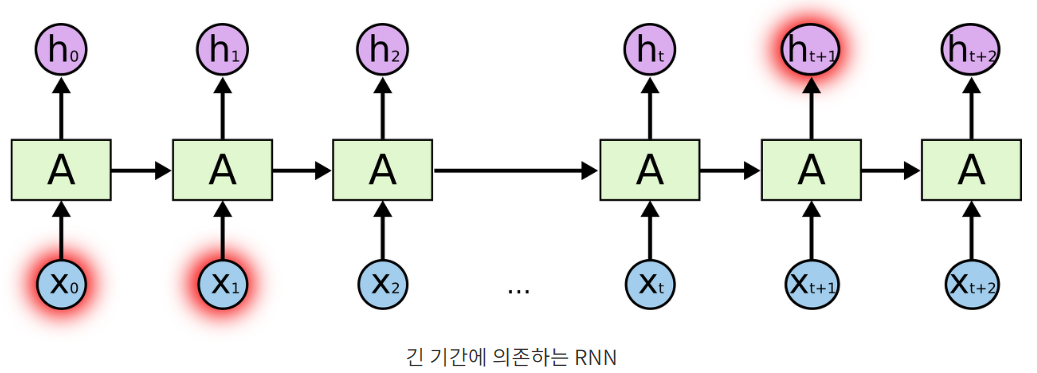 h₀ h₁ h₂ hₜ hₜ₊₁ hₜ₊₂
A A A A A A
x₀ x₁ x₂ ... xₜ xₜ₊₁ xₜ₊₂
긴 기간에 의존하는 RNN